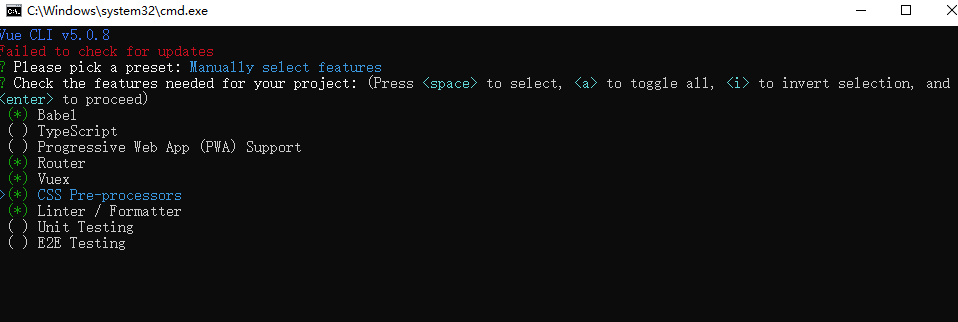 C:\Windows\system32\cmd.exe
Vue CLI v5.0.8
Failed to check for updates
? Please pick a preset: Manually select features
? Check the features needed for your project: (Press <space> to select, <a> to toggle all, <i> to invert selection, and
<enter> to proceed)
(*) Babel
( ) TypeScript
( ) Progressive Web App (PWA) Support
(*) Router
(*) Vuex
>(*) CSS Pre-processors
(*) Linter / Formatter
( ) Unit Testing
( ) E2E Testing